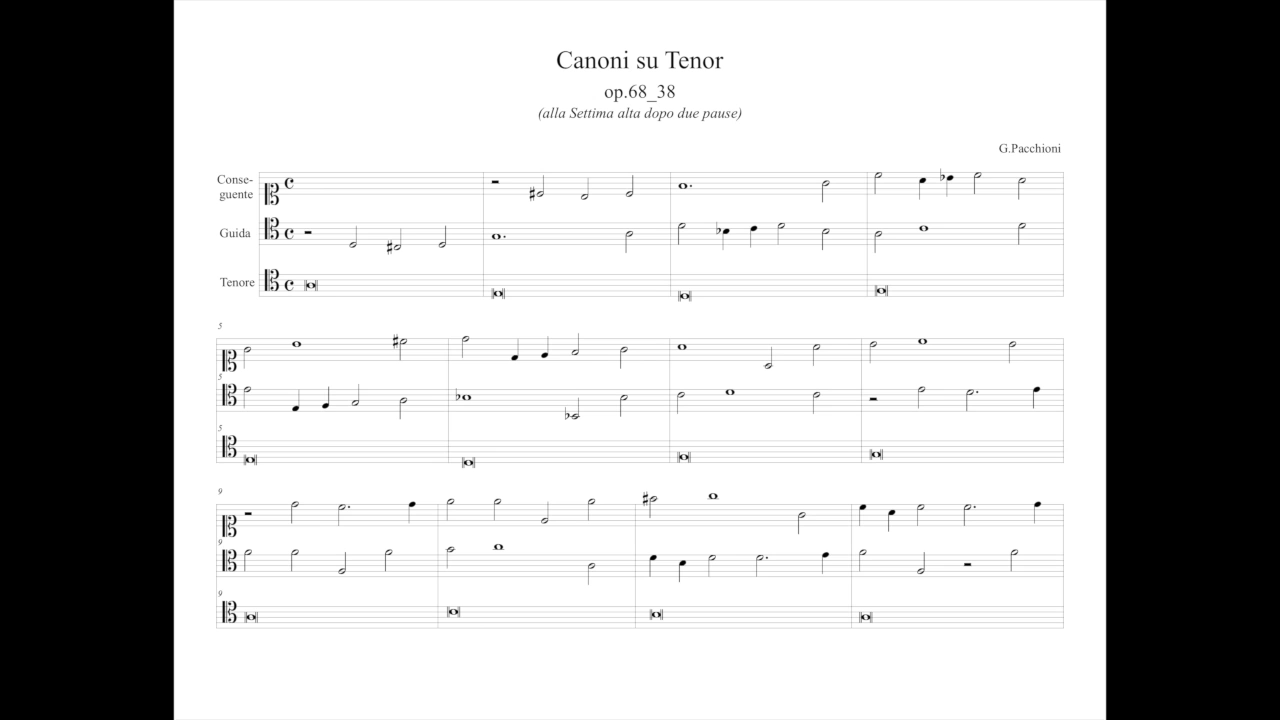 Canoni su Tenor
op.68_38
(alla Settima alta dopo due pause)
G.Pacchioni
Conse-
guente
Guida
Tenore
5
5
5
9
9
9